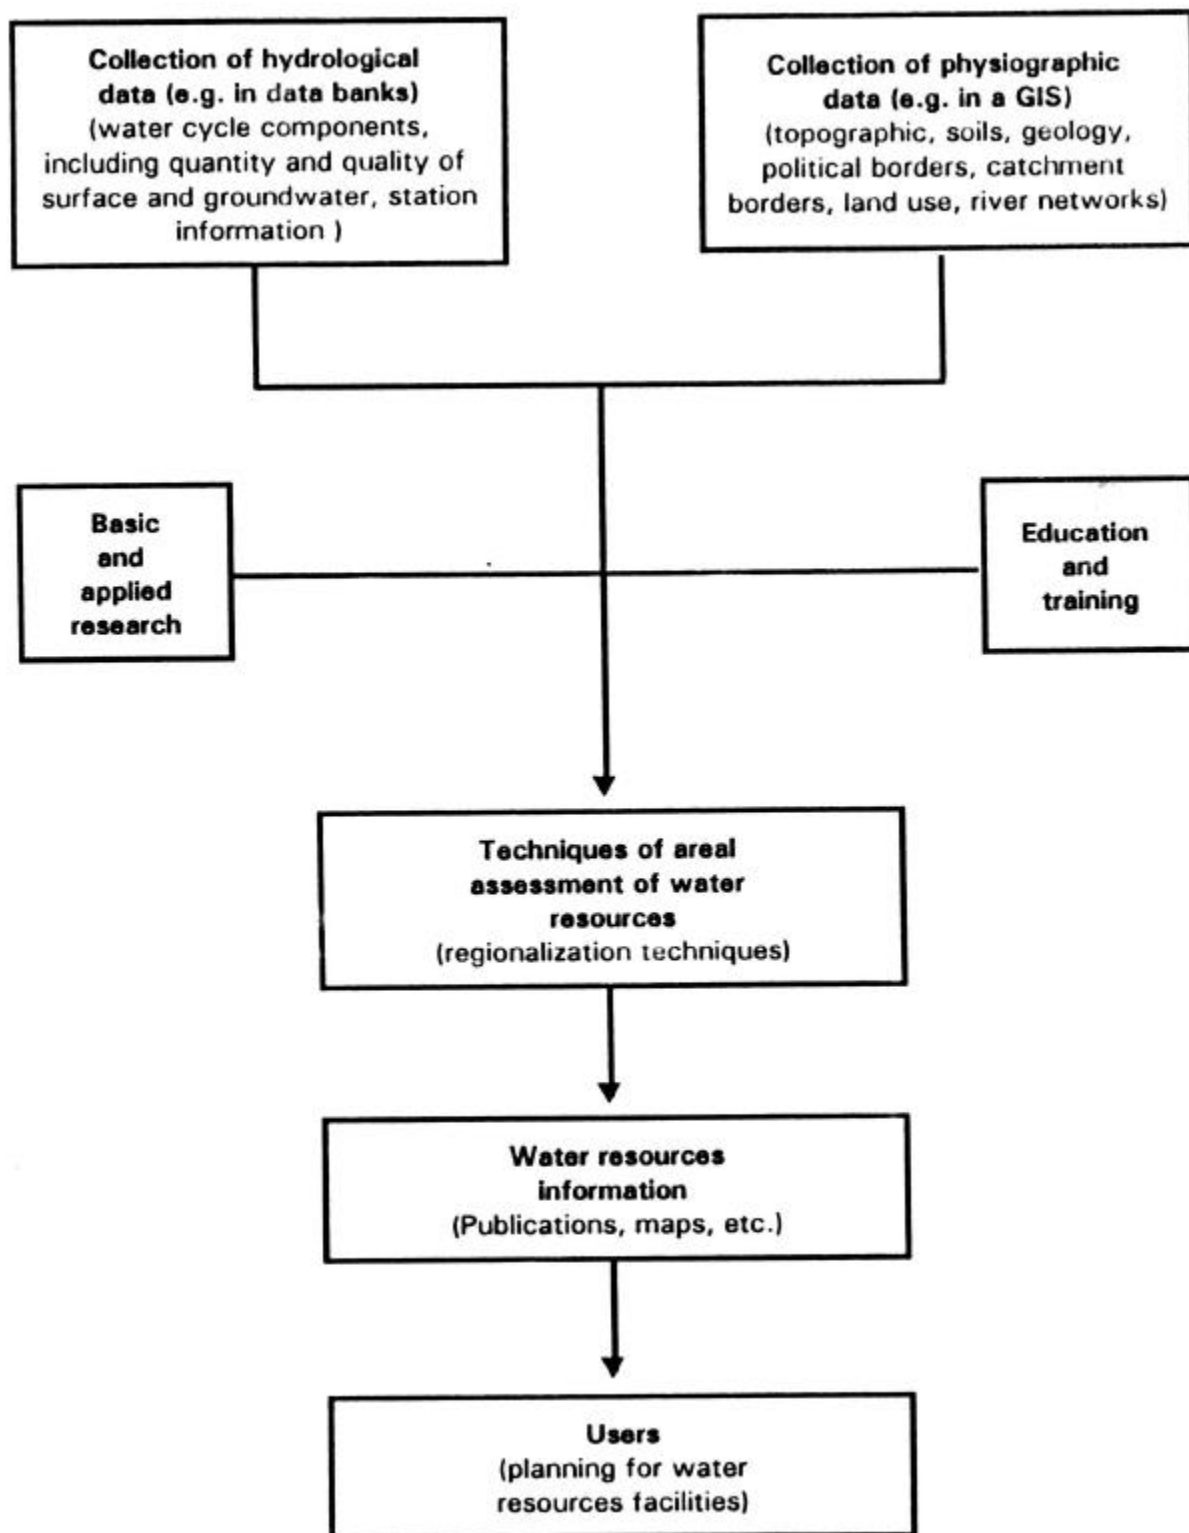 Collection of hydrological
data (e.g. in data banks)
(water cycle components,
including quantity and quality of
surface and groundwater, station
information )
Collection of physiographic
data (e.g. in a GIS)
(topographic, soils, geology,
political borders, catchment
borders, land use, river networks)
Basic
and
applied
research
Education
and
training
Techniques of areal
assessment of water
resources
(regionalization techniques)
Water resources
information
(Publications, maps, etc.)
Users
(planning for water
resources facilities)